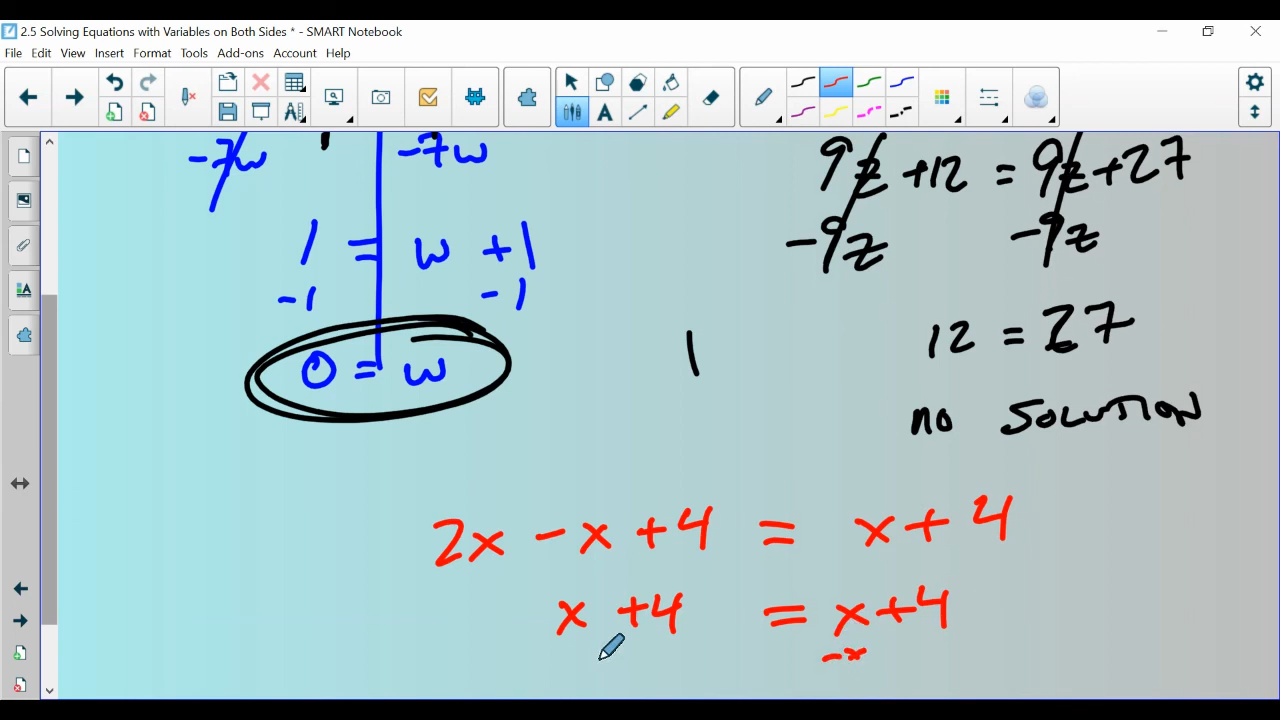 2.5 Solving Equations with Variables on Both Sides * - SMART Notebook
File Edit View Insert Format Tools Add-ons Account Help
-7w -7w
1 = w +1
-1 -1
0 = w
9z +12 = 9z+27
-9z -9z
12 = 27
no SOLUTION
1
2x - x + 4 = x + 4
x +4 = x + 4
-x